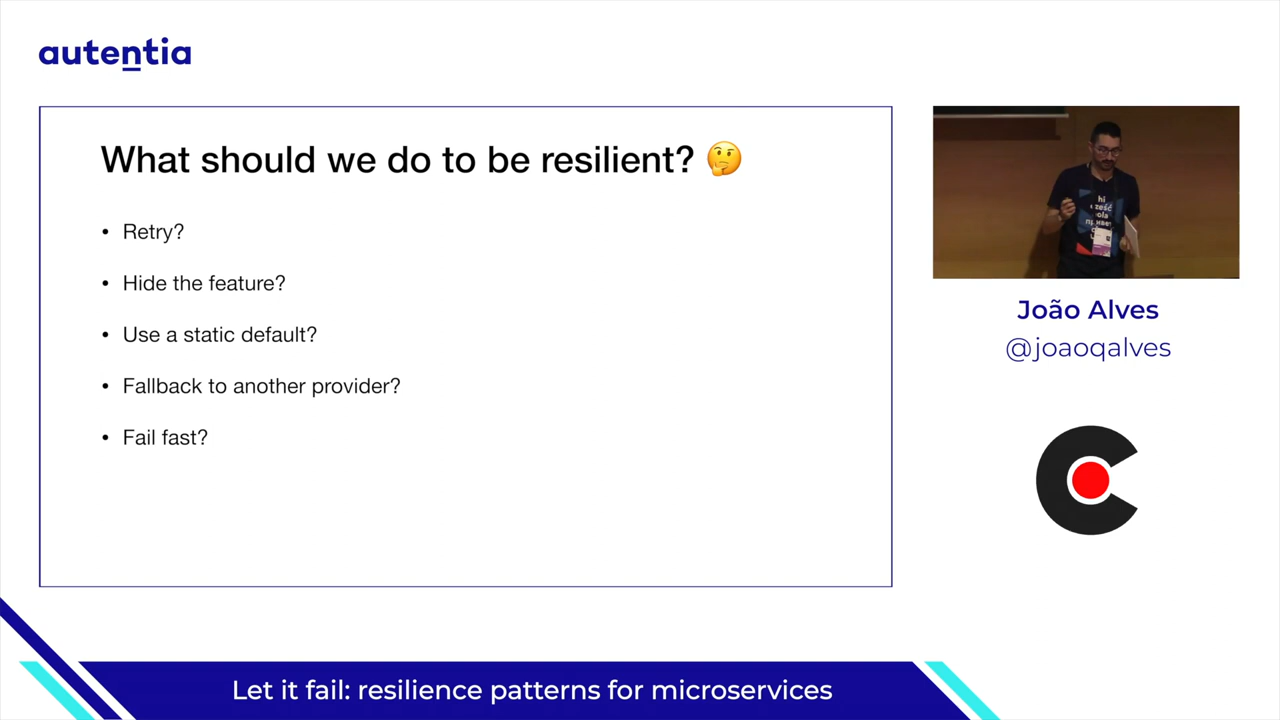 autentia
What should we do to be resilient? 🤔
• Retry?
• Hide the feature?
• Use a static default?
• Fallback to another provider?
• Fail fast?
hi
João Alves
@joaoqalves
Let it fail: resilience patterns for microservices